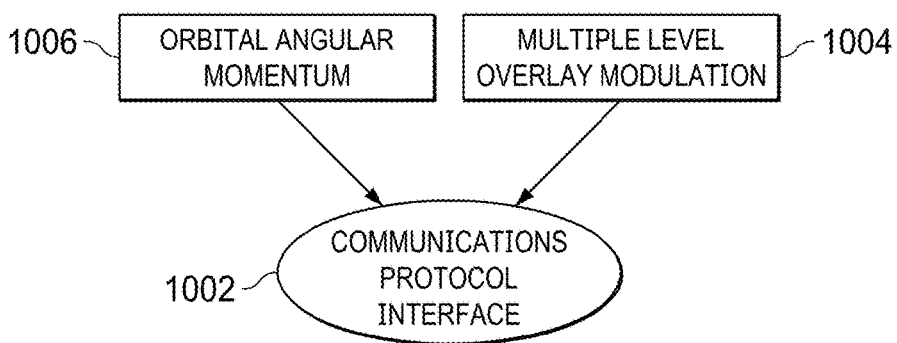 1006
ORBITAL ANGULAR
MOMENTUM
MULTIPLE LEVEL
OVERLAY MODULATION
1004
COMMUNICATIONS
PROTOCOL
INTERFACE
1002